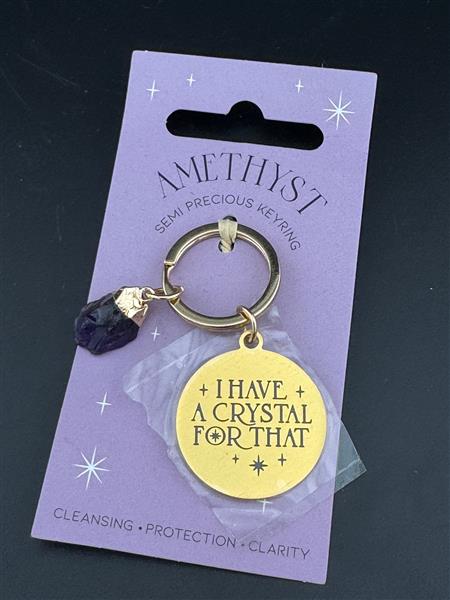 AMETHYST
SEMI PRECIOUS KEYRING
I HAVE
A CRYSTAL
FOR THAT
CLEANSING • PROTECTION • CLARITY